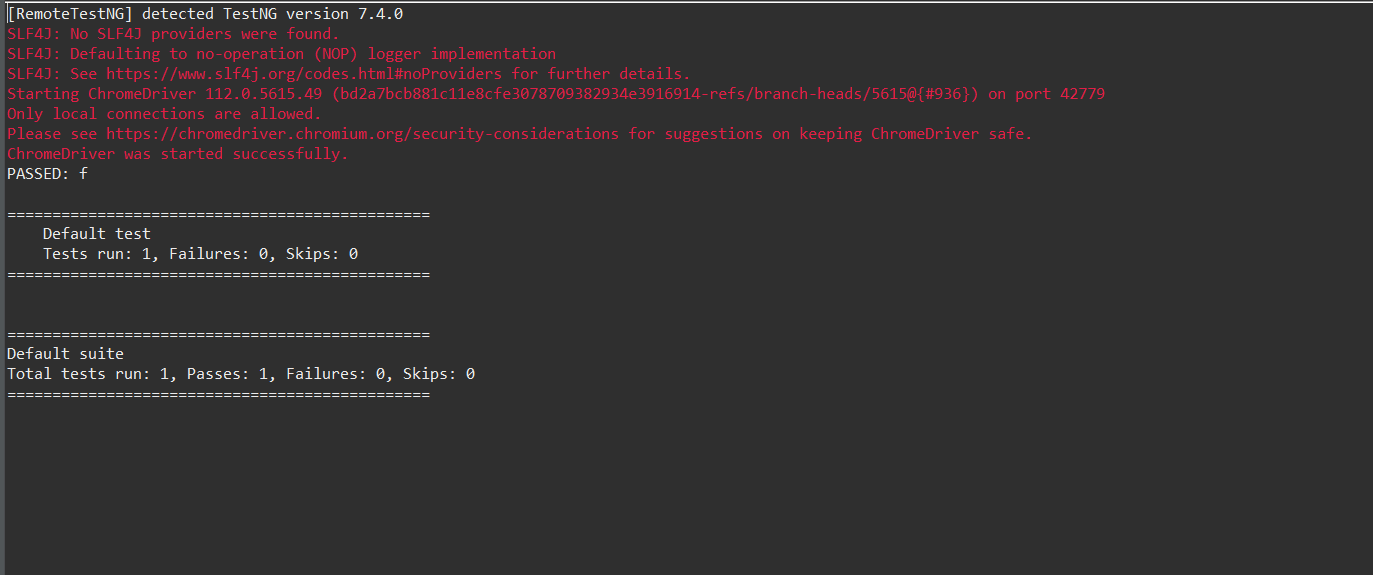 [RemoteTestNG] detected TestNG version 7.4.0
SLF4J: No SLF4J providers were found.
SLF4J: Defaulting to no-operation (NOP) logger implementation
SLF4J: See https://www.slf4j.org/codes.html#noProviders for further details.
Starting ChromeDriver 112.0.5615.49 (bd2a7bcb881c11e8cfe3078709382934e3916914-refs/branch-heads/5615@{#936}) on port 42779
Only local connections are allowed.
Please see https://chromedriver.chromium.org/security-considerations for suggestions on keeping ChromeDriver safe.
ChromeDriver was started successfully.
PASSED: f
===============================================
    Default test
    Tests run: 1, Failures: 0, Skips: 0
===============================================
===============================================
Default suite
Total tests run: 1, Passes: 1, Failures: 0, Skips: 0
===============================================